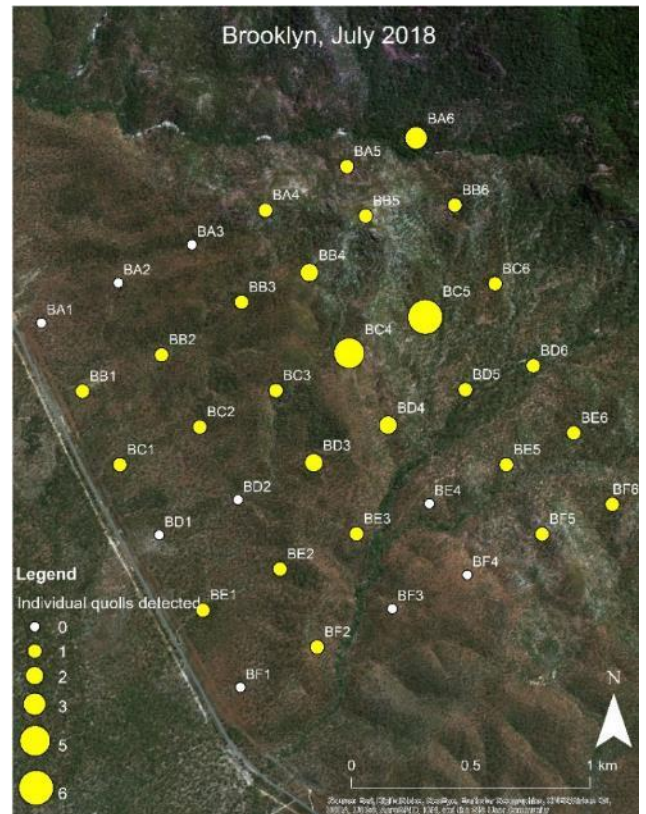 Brooklyn, July 2018
BA6
BA5
BA4
BB5
BB6
BA3
BB4
BA2
BC6
BB3
BC5
BA1
BC4
BB2
BD6
BB1
BC3
BD5
BC2
BD4
BE6
BC1
BD3
BE5
BD2
BE4
BF6
BD1
BE3
BF5
BE2
BF4
Legend
Individual quolls detected
0
BE1
BF3
1
BF2
2
BF1
N
3
5
0
0.5
1 km
6